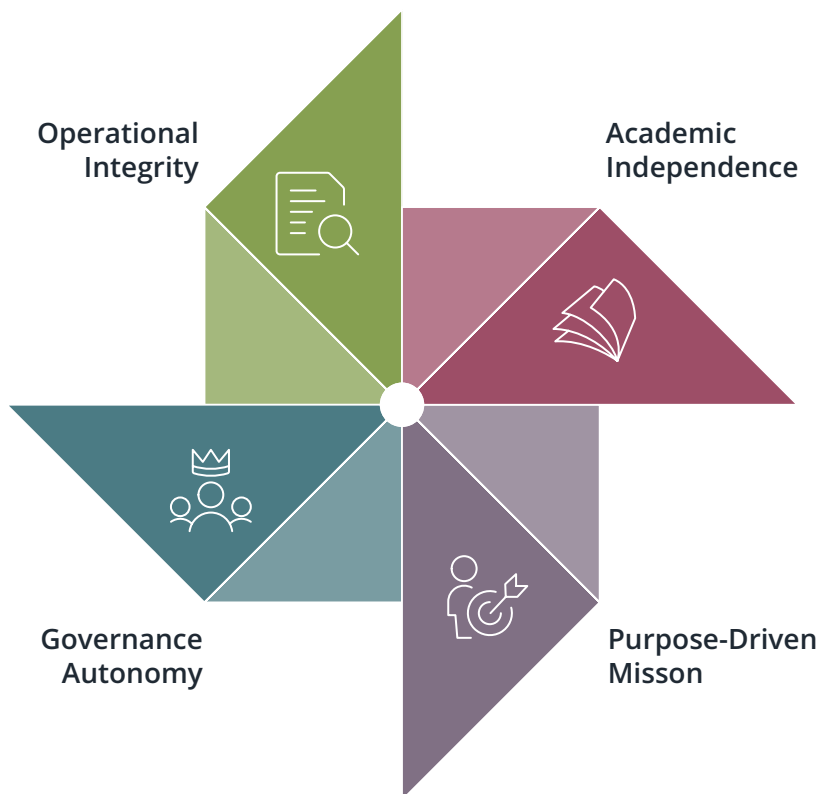 Operational
Integrity
Academic
Independence
Governance
Autonomy
Purpose-Driven
Misson